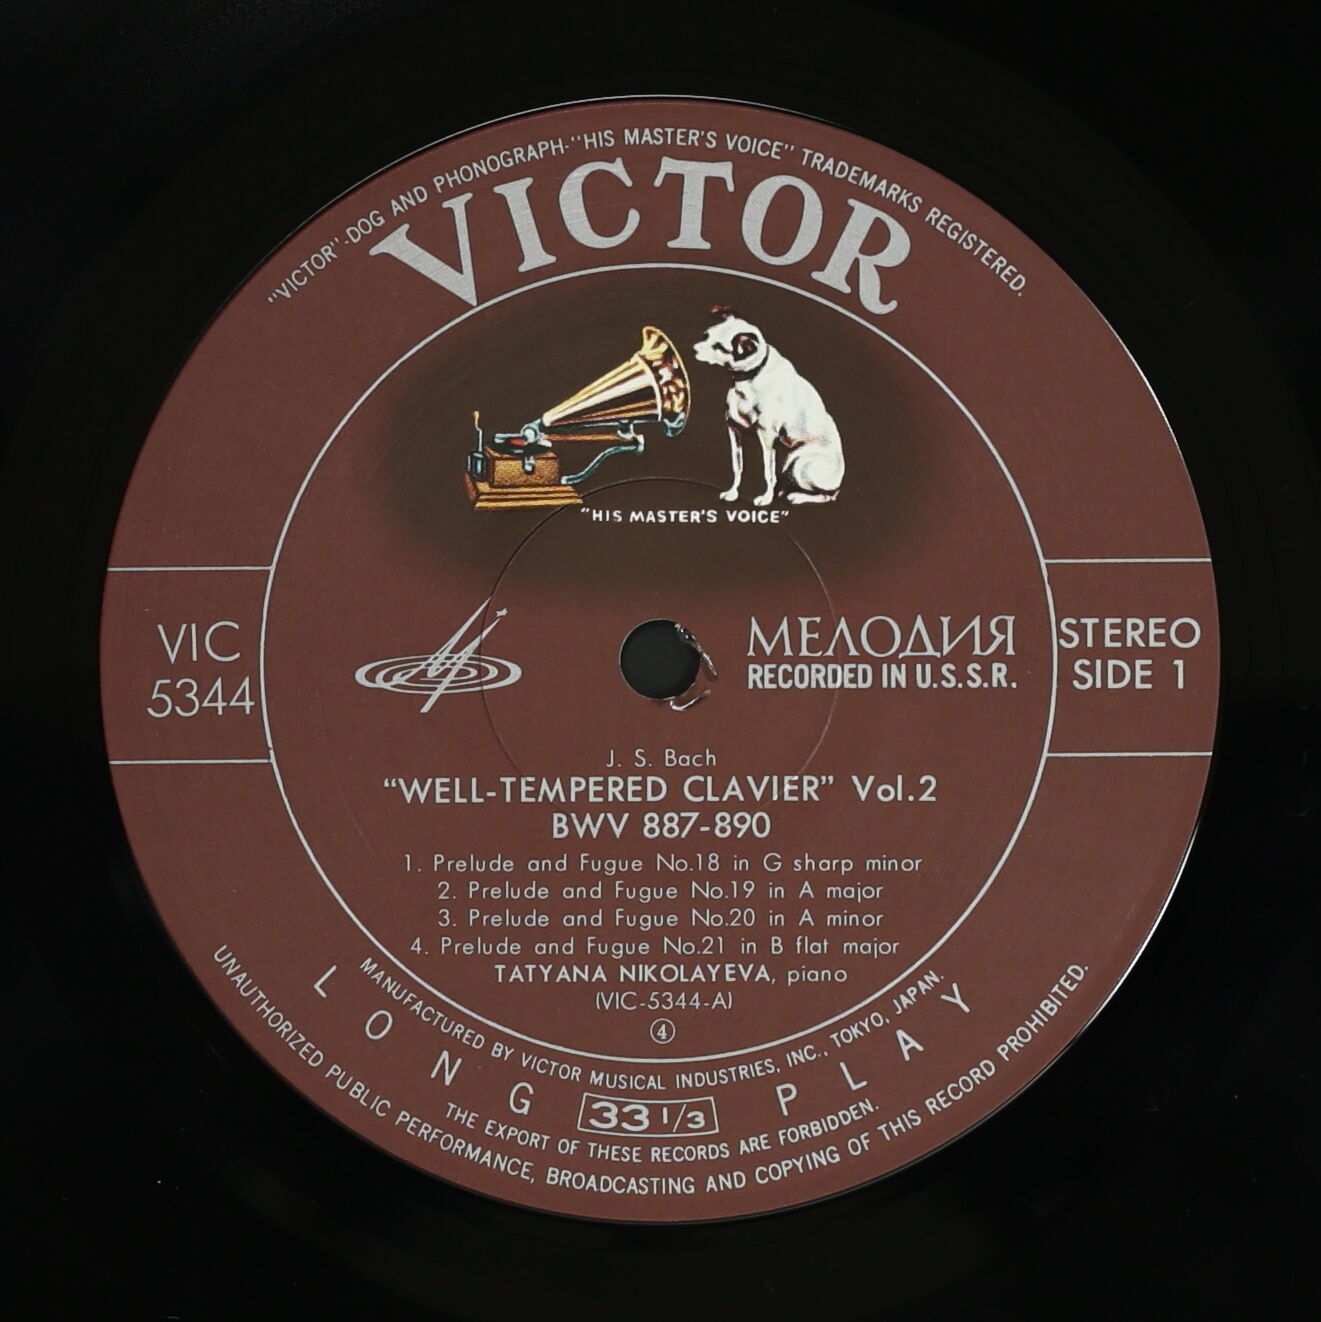 "VICTOR"-DOG AND PHONOGRAPH-"HIS MASTER'S VOICE" TRADEMARKS REGISTERED.
VICTOR
"HIS MASTER'S VOICE"
VIC
5344
МЕЛОДИЯ
RECORDED IN U.S.S.R.
STEREO
SIDE 1
J. S. Bach
"WELL-TEMPERED CLAVIER" Vol.2
BWV 887-890
1. Prelude and Fugue No.18 in G sharp minor
2. Prelude and Fugue No.19 in A major
3. Prelude and Fugue No.20 in A minor
4. Prelude and Fugue No.21 in B flat major
TATYANA NIKOLAYEVA, piano
(VIC-5344-A)
④
MANUFACTURED BY VICTOR MUSICAL INDUSTRIES, INC., TOKYO, JAPAN.
LONG 33 1/3 PLAY
THE EXPORT OF THESE RECORDS ARE FORBIDDEN.
UNAUTHORIZED PUBLIC PERFORMANCE, BROADCASTING AND COPYING OF THIS RECORD PROHIBITED.